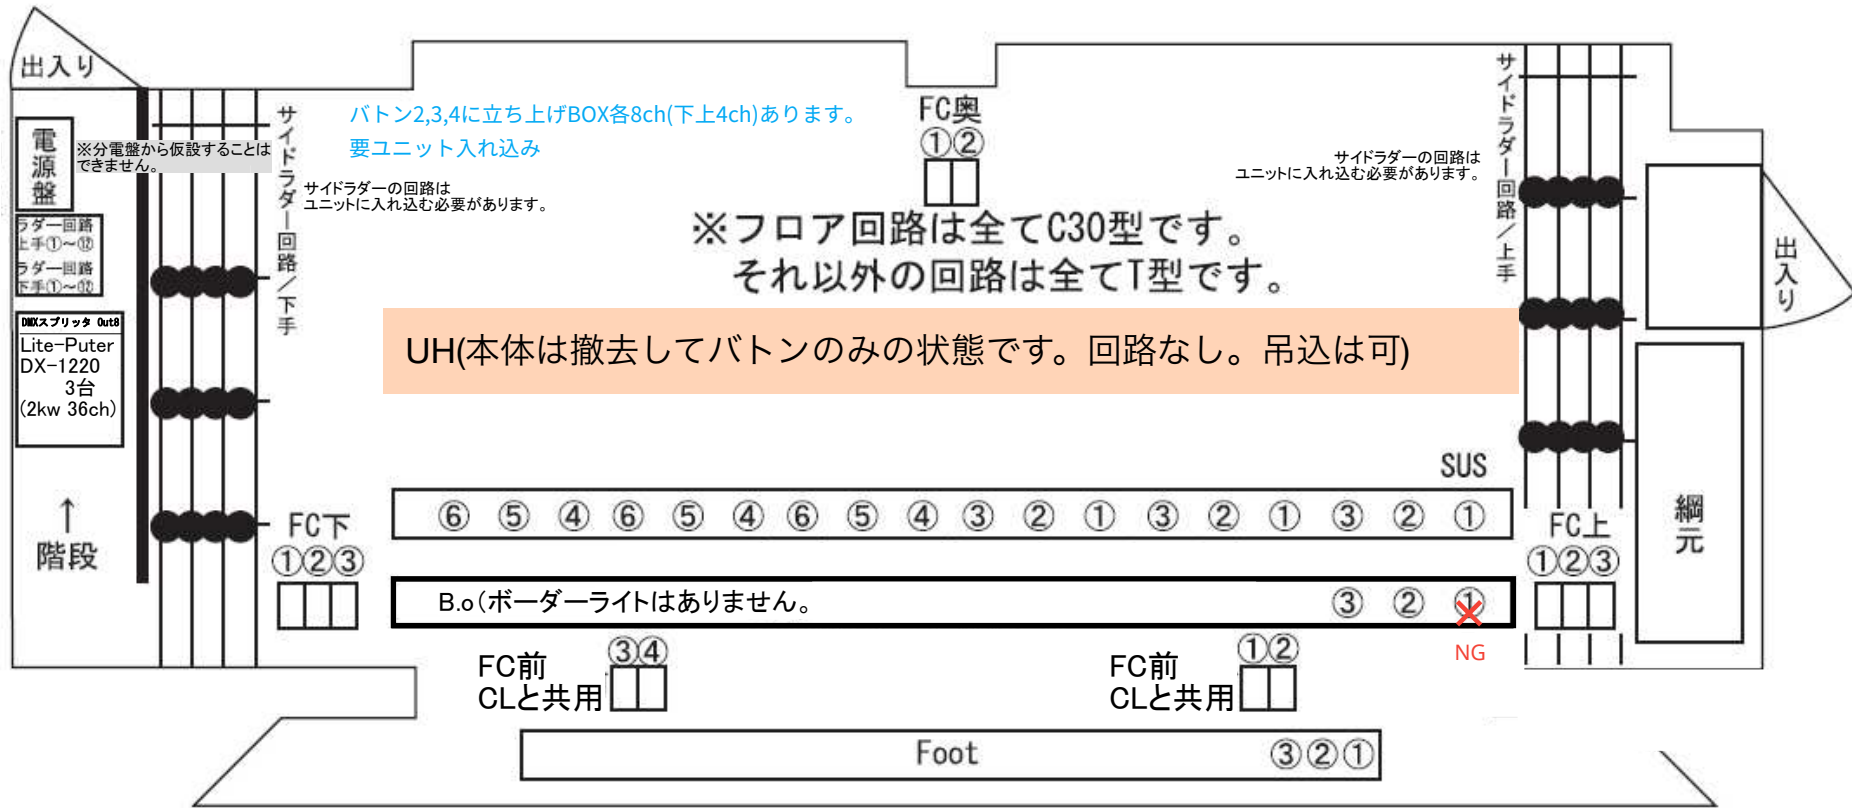 出入り
電源盤
※分電盤から仮設することは
できません。
ラダー回路
上手①～⑫
ラダー回路
下手①～⑫
DMXスプリッタ Out8
Lite-Puter
DX-1220
3台
(2kw 36ch)
↑
階段
サイドラダー回路／下手
バトン2,3,4に立ち上げBOX各8ch(下上4ch)あります。
要ユニット入れ込み
サイドラダーの回路は
ユニットに入れ込む必要があります。
FC奥
①②
サイドラダーの回路は
ユニットに入れ込む必要があります。
サイドラダー回路／上手
出入り
※フロア回路は全てC30型です。
それ以外の回路は全てT型です。
UH(本体は撤去してバトンのみの状態です。回路なし。吊込は可)
SUS
⑥ ⑤ ④ ⑥ ⑤ ④ ⑥ ⑤ ④ ③ ② ① ③ ② ① ③ ② ①
FC下
①②③
FC上
①②③
綱元
B.o(ボーダーライトはありません。
③ ② ①
NG
FC前
CLと共用
③④
FC前
CLと共用
①②
Foot
③②①